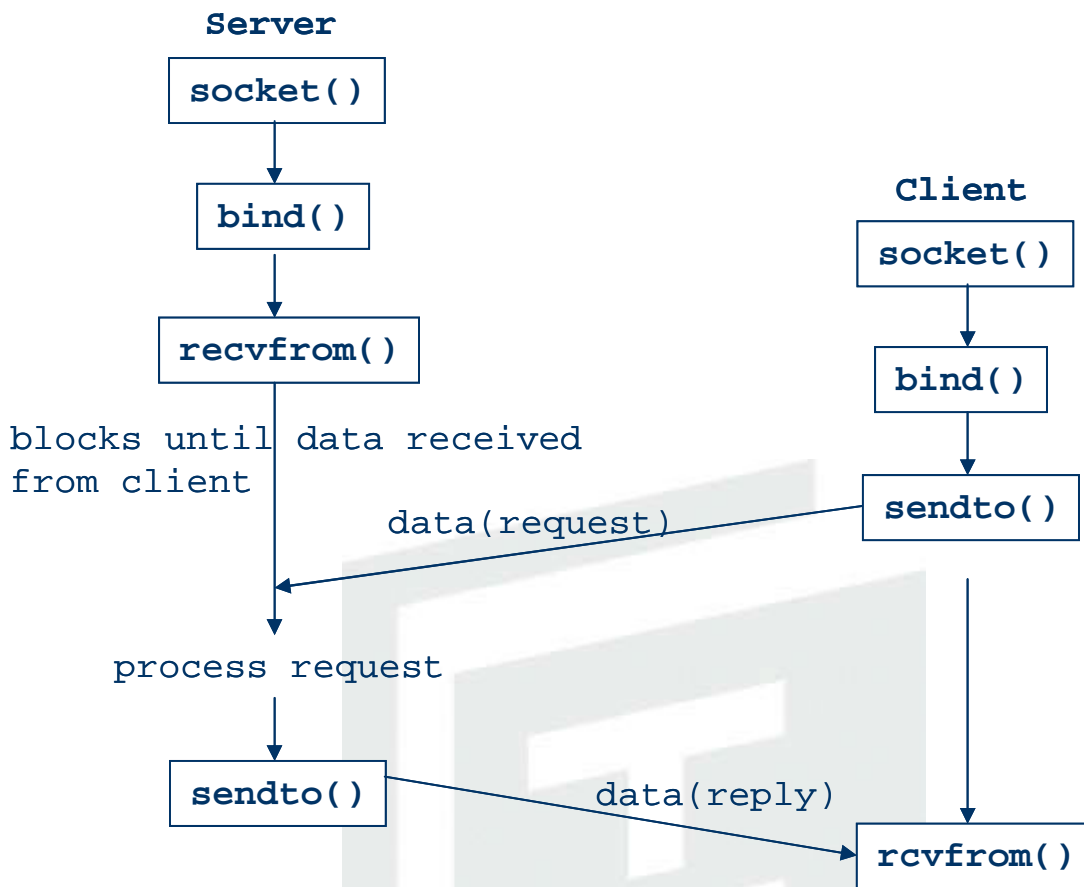 Server
socket()
bind()
recvfrom()
blocks until data received
from client
process request
sendto()
Client
socket()
bind()
sendto()
data(request)
data(reply)
rcvfrom()